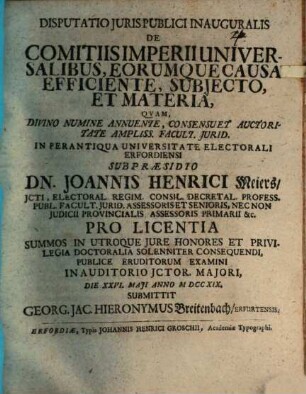 DISPUTATIO JURIS PUBLICI INAUGURALIS
DE
COMITIIS IMPERII UNIVER-
SALIBUS, EORUMQUE CAUSA
EFFICIENTE, SUBJECTO,
ET MATERIA,
QVAM,
DIVINO NUMINE ANNUENTE, CONSENSU ET AUCTORI-
TATE AMPLISS. FACULT. JURID.
IN PERANTIQUA UNIVERSITATE ELECTORALI
ERFORDIENSI
SUB PRÆSIDIO
DN. JOANNIS HENRICI Meiers/
JCTI, ELECTORAL. REGIM. CONSIL. DECRETAL. PROFESS.
PUBL. FACULT. JURID. ASSESSORIS ET SENIORIS, NEC NON
JUDICII PROVINCIALIS ASSESSORIS PRIMARII &c.
PRO LICENTIA
SUMMOS IN UTROQUE JURE HONORES ET PRIVI-
LEGIA DOCTORALIA SOLENNITER CONSEQUENDI,
PUBLICE ERUDITORUM EXAMINI
IN AUDITORIO JCTOR. MAJORI,
DIE XXVI. MAJI ANNO M DCC XIX.
SUBMITTIT
GEORG. JAC. HIERONYMUS Breitenbach/ ERFURTENSIS;
ERFORDIÆ, Typis JOHANNIS HENRICI GROSCHII, Academiæ Typographi.